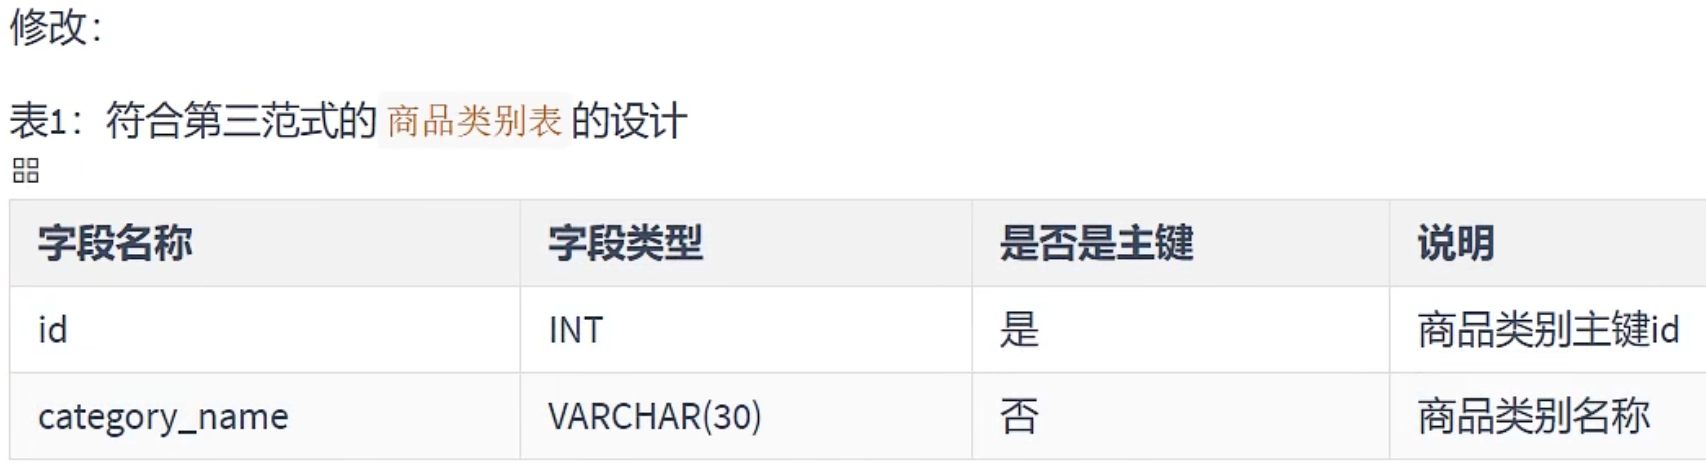 修改：
表1：符合第三范式的 商品类别表 的设计
字段名称 字段类型 是否是主键 说明
id INT 是 商品类别主键id
category_name VARCHAR(30) 否 商品类别名称